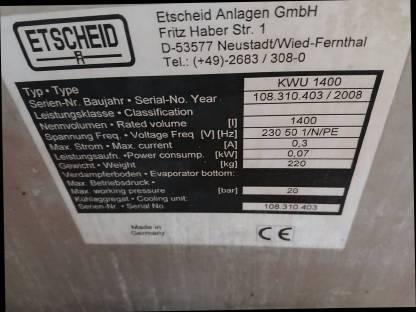 ETSCHEID
Etscheid Anlagen GmbH
Fritz Haber Str. 1
D-53577 Neustadt/Wied-Fernthal
Tel.: (+49)-2683 / 308-0
Typ • Type KWU 1400
Serien-Nr. Baujahr • Serial-No. Year 108.310.403 / 2008
Leistungsklasse • Classification
Nennvolumen • Rated volume [l] 1400
Spannung Freq. • Voltage Freq [V] [Hz] 230 50 1/N/PE
Max. Strom • Max. current [A] 0,3
Leistungsaufn. •Power consump. [kW] 0,07
Gewicht • Weight [kg] 220
Verdampferboden • Evaporator bottom:
Max. Betriebsdruck •
Max. working pressure [bar] 20
Kühlaggregat • Cooling unit:
Serien-Nr. • Serial No 108.310.403
Made in
Germany
CE